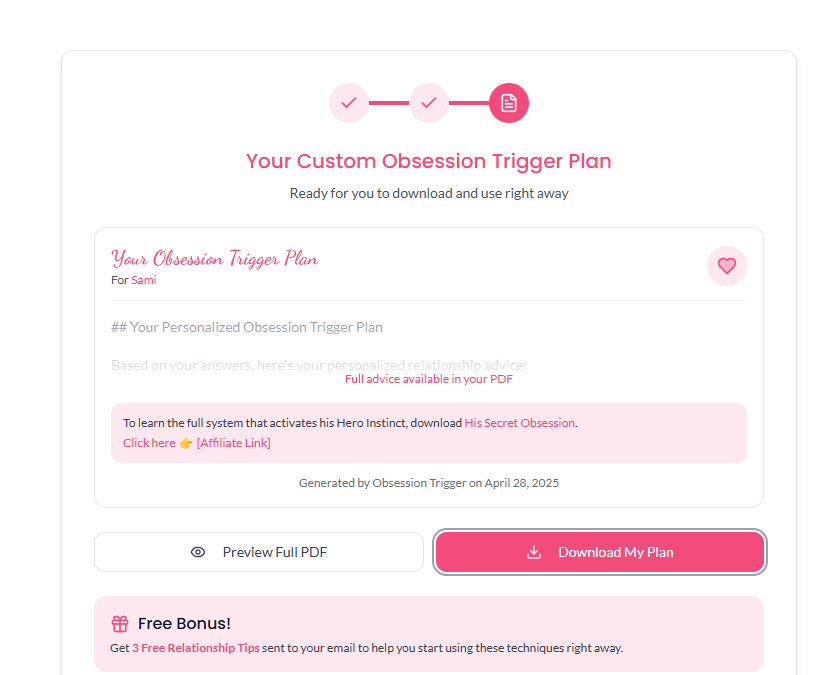 Your Custom Obsession Trigger Plan
Ready for you to download and use right away
Your Obsession Trigger Plan
For Sami
## Your Personalized Obsession Trigger Plan
Based on your answers, here's your personalized relationship advice:
Full advice available in your PDF
To learn the full system that activates his Hero Instinct, download His Secret Obsession.
Click here 👉 [Affiliate Link]
Generated by Obsession Trigger on April 28, 2025
Preview Full PDF
Download My Plan
Free Bonus!
Get 3 Free Relationship Tips sent to your email to help you start using these techniques right away.